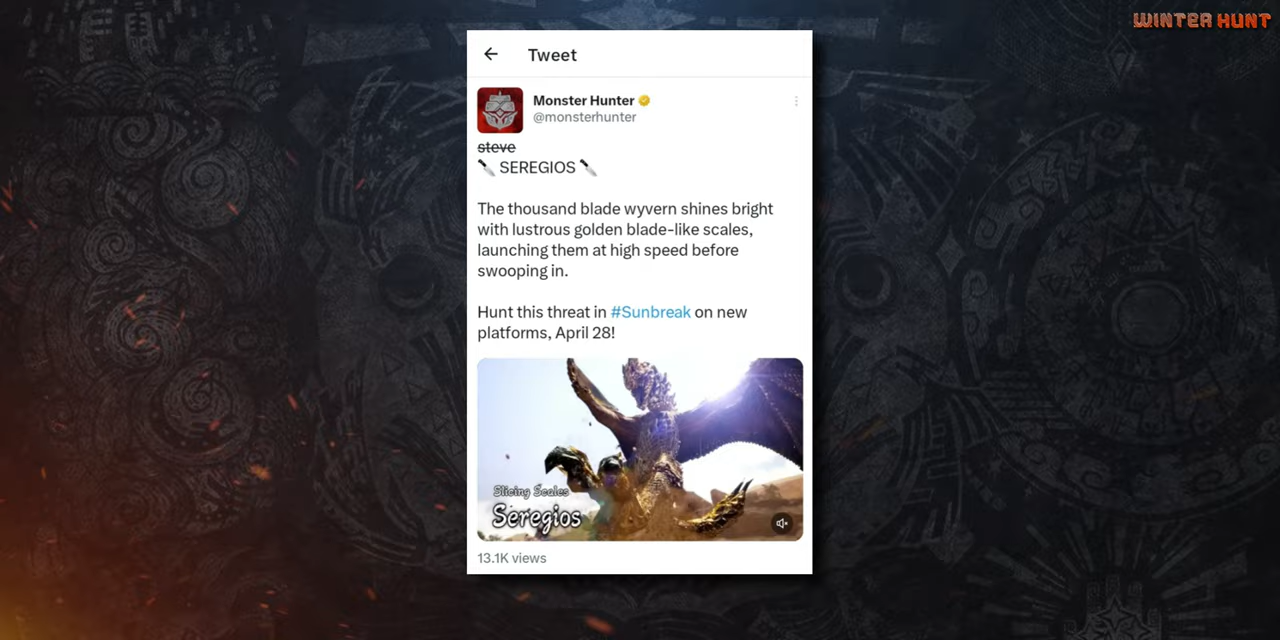 WINTER HUNT
Tweet
Monster Hunter
@monsterhunter
steve
🔪 SEREGIOS 🔪
The thousand blade wyvern shines bright
with lustrous golden blade-like scales,
launching them at high speed before
swooping in.
Hunt this threat in #Sunbreak on new
platforms, April 28!
Slicing Scales
Seregios
13.1K views